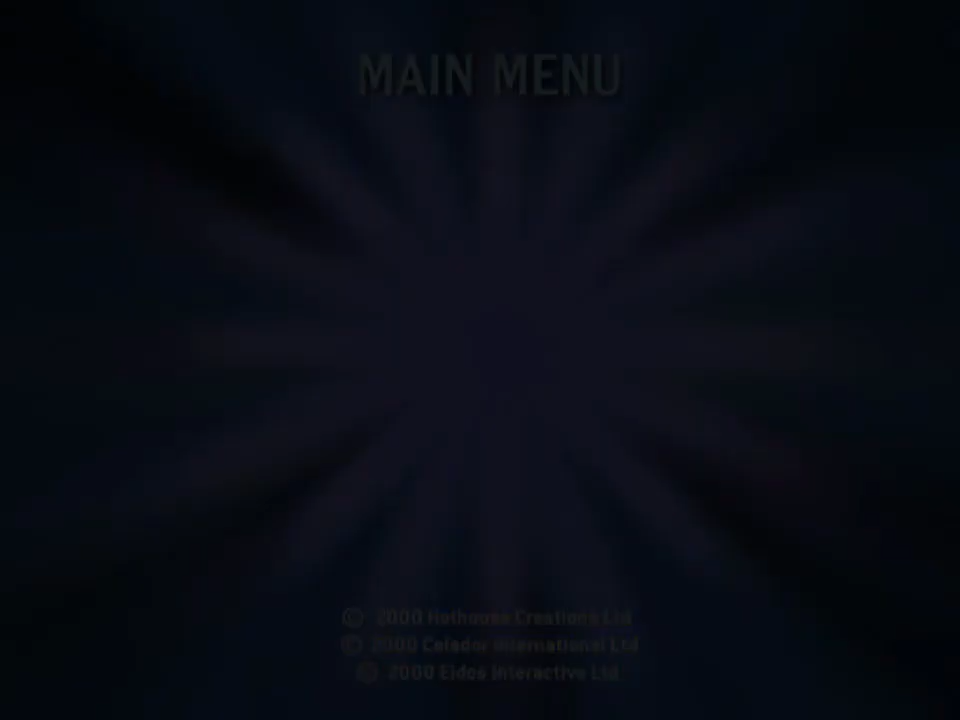 MAIN MENU
© 2000 Hothouse Creations Ltd
© 2000 Celador International Ltd
© 2000 Eidos Interactive Ltd